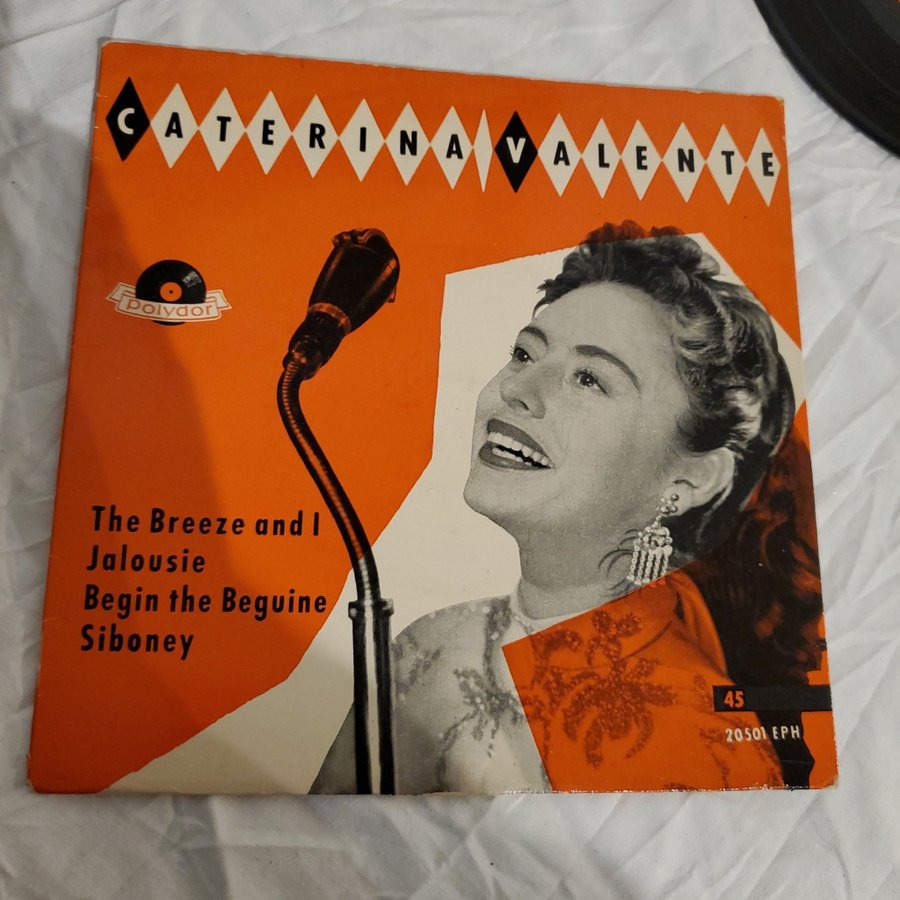 CATERINA VALENTE
polydor
The Breeze and I
Jalousie
Begin the Beguine
Siboney
45
20501 EPH